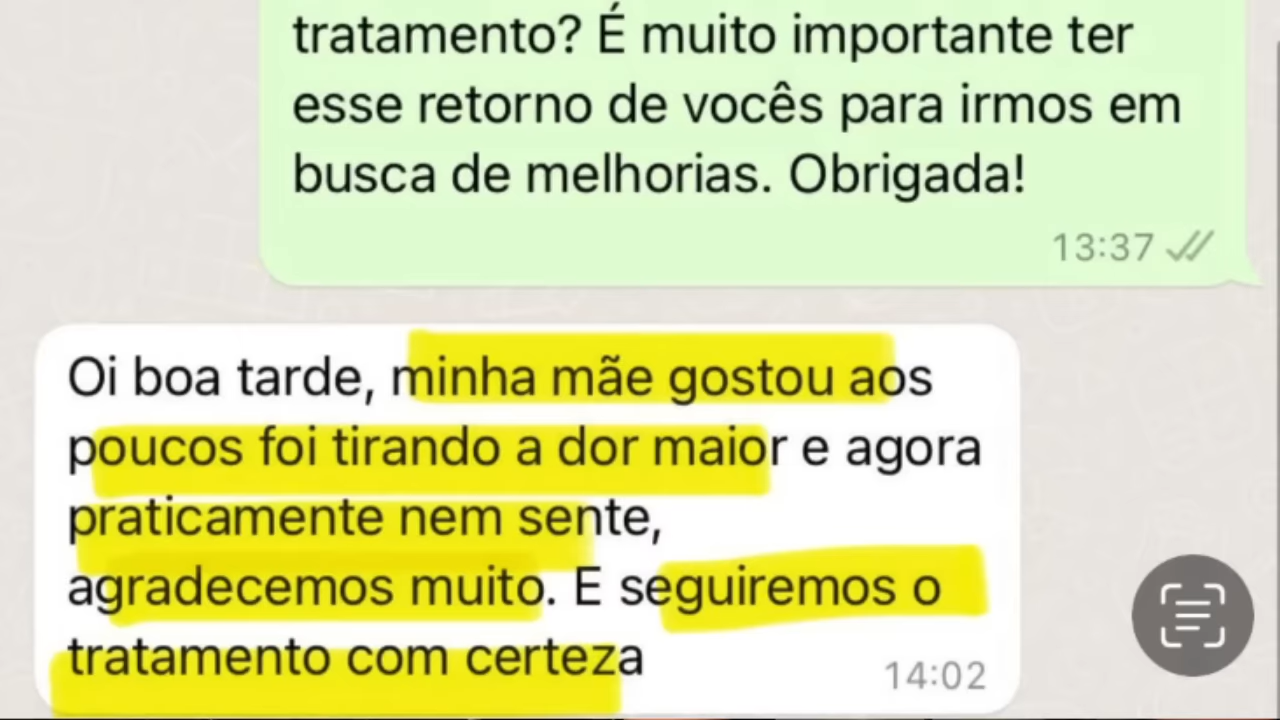 tratamento? É muito importante ter
esse retorno de vocês para irmos em
busca de melhorias. Obrigada!
13:37
Oi boa tarde, minha mãe gostou aos
poucos foi tirando a dor maior e agora
praticamente nem sente,
agradecemos muito. E seguiremos o
tratamento com certeza
14:02